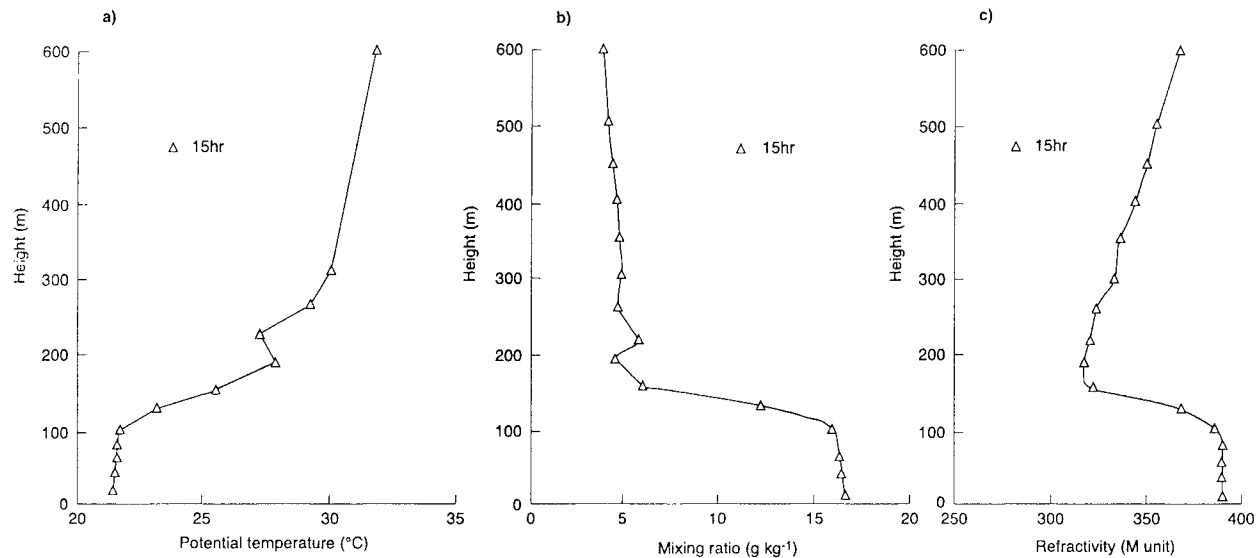 a)
600
500
400
300
200
100
0
Height (m)
△ 15hr
20 25 30 35
Potential temperature (°C)
b)
600
500
400
300
200
100
0
Height (m)
△ 15hr
0 5 10 15 20
Mixing ratio (g kg⁻¹)
c)
600
500
400
300
200
100
0
Height (m)
△ 15hr
250 300 350 400
Refractivity (M unit)